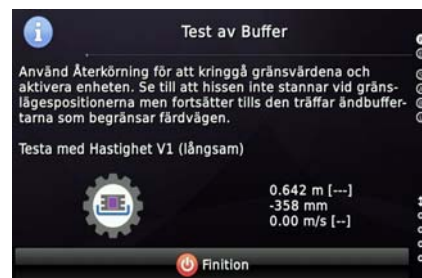 Test av Buffer
Använd Återkörning för att kringgå gränsvärdena och
aktivera enheten. Se till att hissen inte stannar vid gräns-
lägespositionerna men fortsätter tills den träffar ändbuffer-
tarna som begränsar färdvägen.
Testa med Hastighet V1 (långsam)
0.642 m [---]
-358 mm
0.00 m/s [--]
Finition